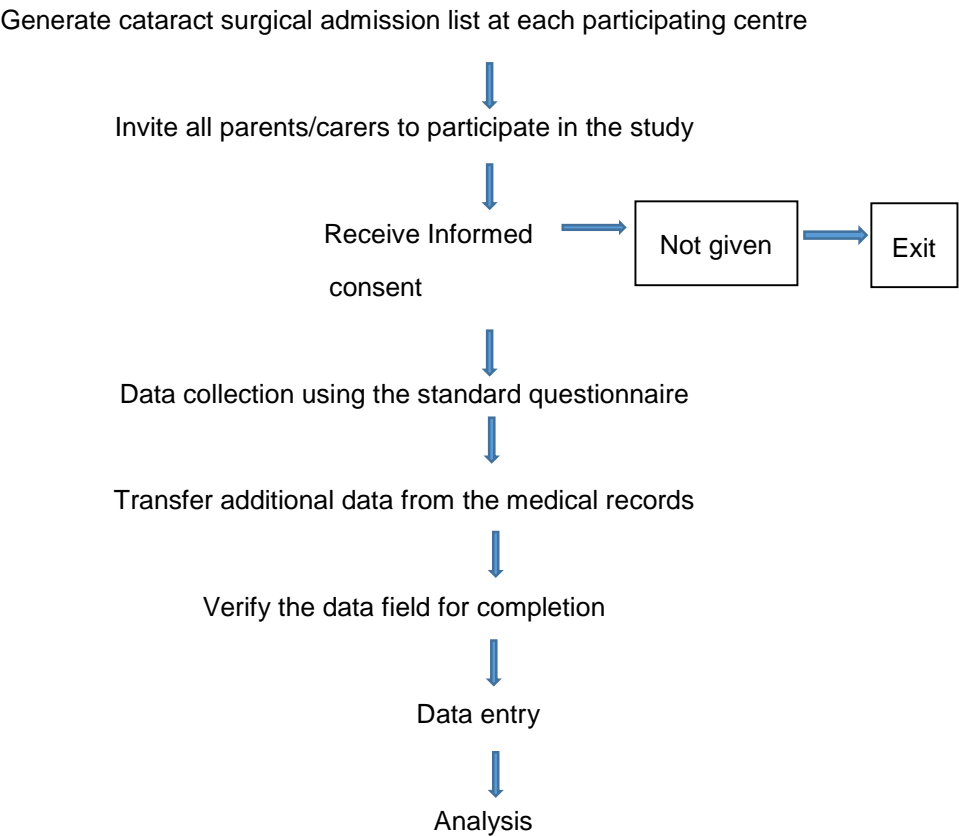 Generate cataract surgical admission list at each participating centre
Invite all parents/carers to participate in the study
Receive Informed
consent
Not given
Exit
Data collection using the standard questionnaire
Transfer additional data from the medical records
Verify the data field for completion
Data entry
Analysis